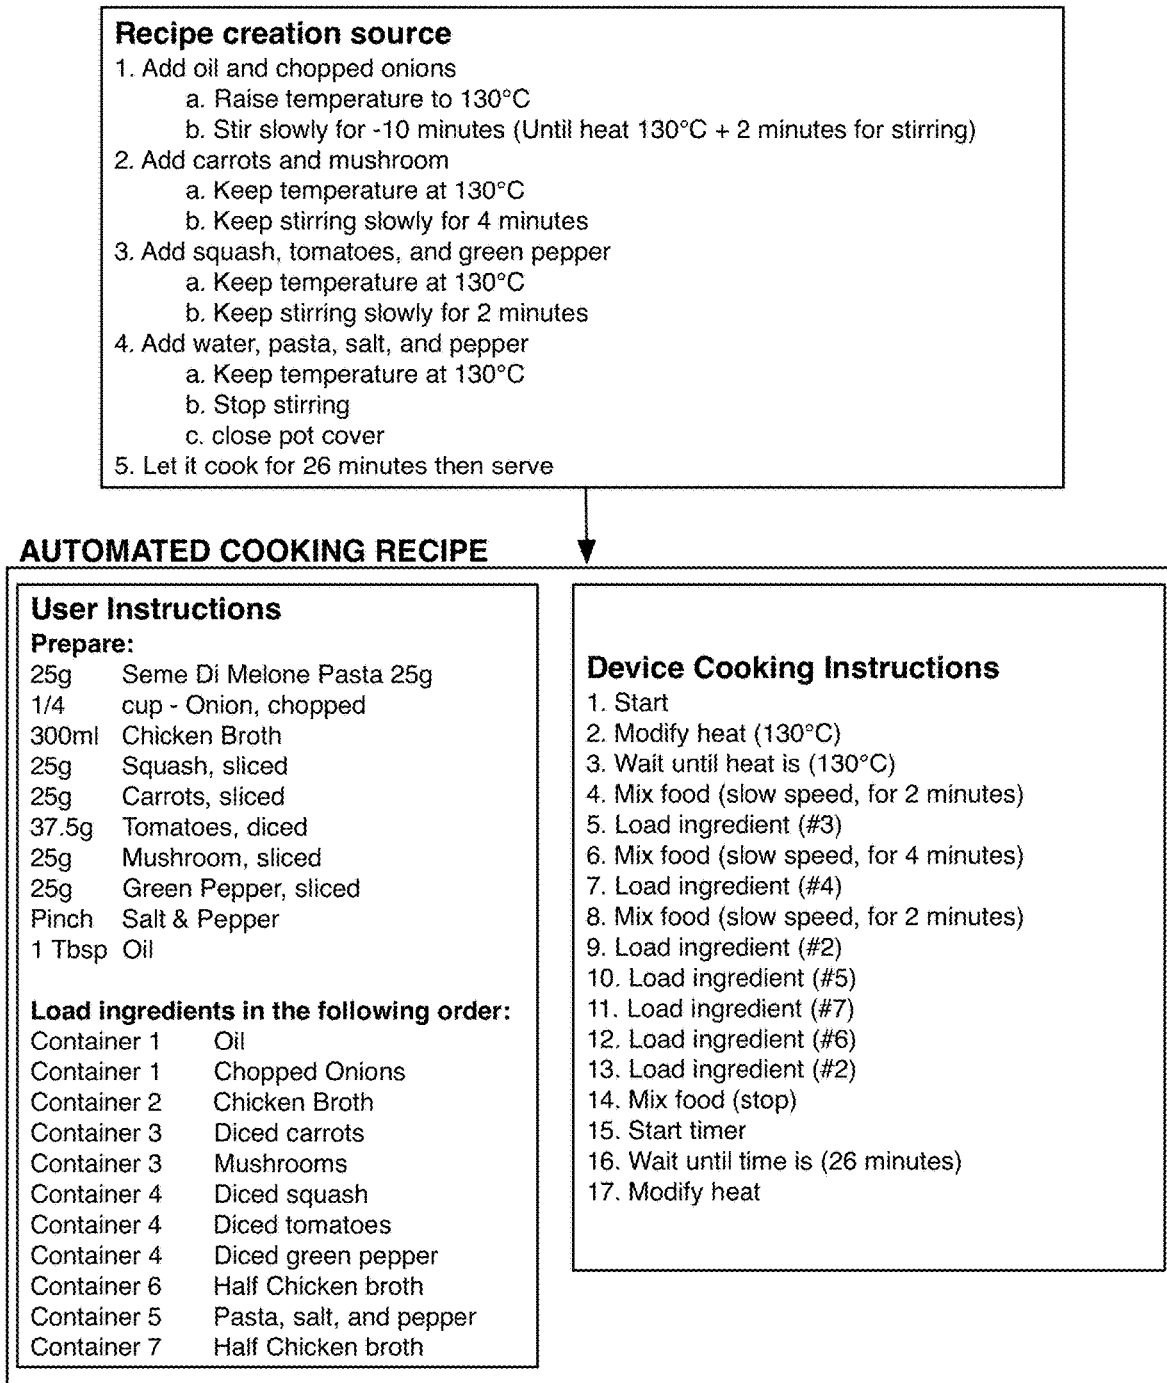 Recipe creation source
1. Add oil and chopped onions
a. Raise temperature to 130°C
b. Stir slowly for -10 minutes (Until heat 130°C + 2 minutes for stirring)
2. Add carrots and mushroom
a. Keep temperature at 130°C
b. Keep stirring slowly for 4 minutes
3. Add squash, tomatoes, and green pepper
a. Keep temperature at 130°C
b. Keep stirring slowly for 2 minutes
4. Add water, pasta, salt, and pepper
a. Keep temperature at 130°C
b. Stop stirring
c. close pot cover
5. Let it cook for 26 minutes then serve
AUTOMATED COOKING RECIPE
User Instructions
Prepare:
25g Seme Di Melone Pasta 25g
1/4 cup - Onion, chopped
300ml Chicken Broth
25g Squash, sliced
25g Carrots, sliced
37.5g Tomatoes, diced
25g Mushroom, sliced
25g Green Pepper, sliced
Pinch Salt & Pepper
1 Tbsp Oil
Load ingredients in the following order:
Container 1 Oil
Container 1 Chopped Onions
Container 2 Chicken Broth
Container 3 Diced carrots
Container 3 Mushrooms
Container 4 Diced squash
Container 4 Diced tomatoes
Container 4 Diced green pepper
Container 6 Half Chicken broth
Container 5 Pasta, salt, and pepper
Container 7 Half Chicken broth
Device Cooking Instructions
1. Start
2. Modify heat (130°C)
3. Wait until heat is (130°C)
4. Mix food (slow speed, for 2 minutes)
5. Load ingredient (#3)
6. Mix food (slow speed, for 4 minutes)
7. Load ingredient (#4)
8. Mix food (slow speed, for 2 minutes)
9. Load ingredient (#2)
10. Load ingredient (#5)
11. Load ingredient (#7)
12. Load ingredient (#6)
13. Load ingredient (#2)
14. Mix food (stop)
15. Start timer
16. Wait until time is (26 minutes)
17. Modify heat